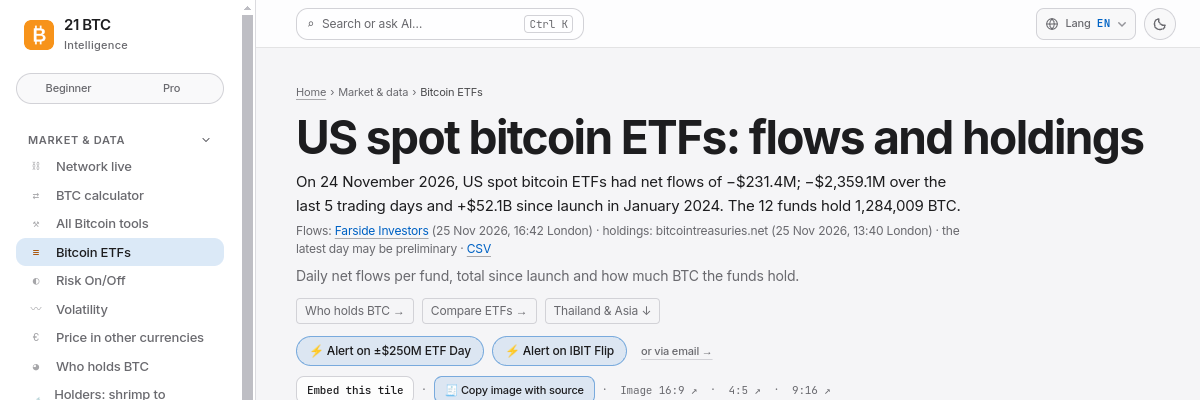 21 BTC
Intelligence
Beginner
Pro
MARKET & DATA
Network live
BTC calculator
All Bitcoin tools
Bitcoin ETFs
Risk On/Off
Volatility
Price in other currencies
Who holds BTC
Holders: shrimp to
Search or ask AI...
Ctrl K
Lang EN
Home › Market & data › Bitcoin ETFs
US spot bitcoin ETFs: flows and holdings
On 24 November 2026, US spot bitcoin ETFs had net flows of −$231.4M; −$2,359.1M over the
last 5 trading days and +$52.1B since launch in January 2024. The 12 funds hold 1,284,009 BTC.
Flows: Farside Investors (25 Nov 2026, 16:42 London) · holdings: bitcointreasuries.net (25 Nov 2026, 13:40 London) · the
latest day may be preliminary · CSV
Daily net flows per fund, total since launch and how much BTC the funds hold.
Who holds BTC →
Compare ETFs →
Thailand & Asia ↓
⚡ Alert on ±$250M ETF Day
⚡ Alert on IBIT Flip
or via email →
Embed this tile · 🧾 Copy image with source · Image 16:9 ↗ · 4:5 ↗ · 9:16 ↗